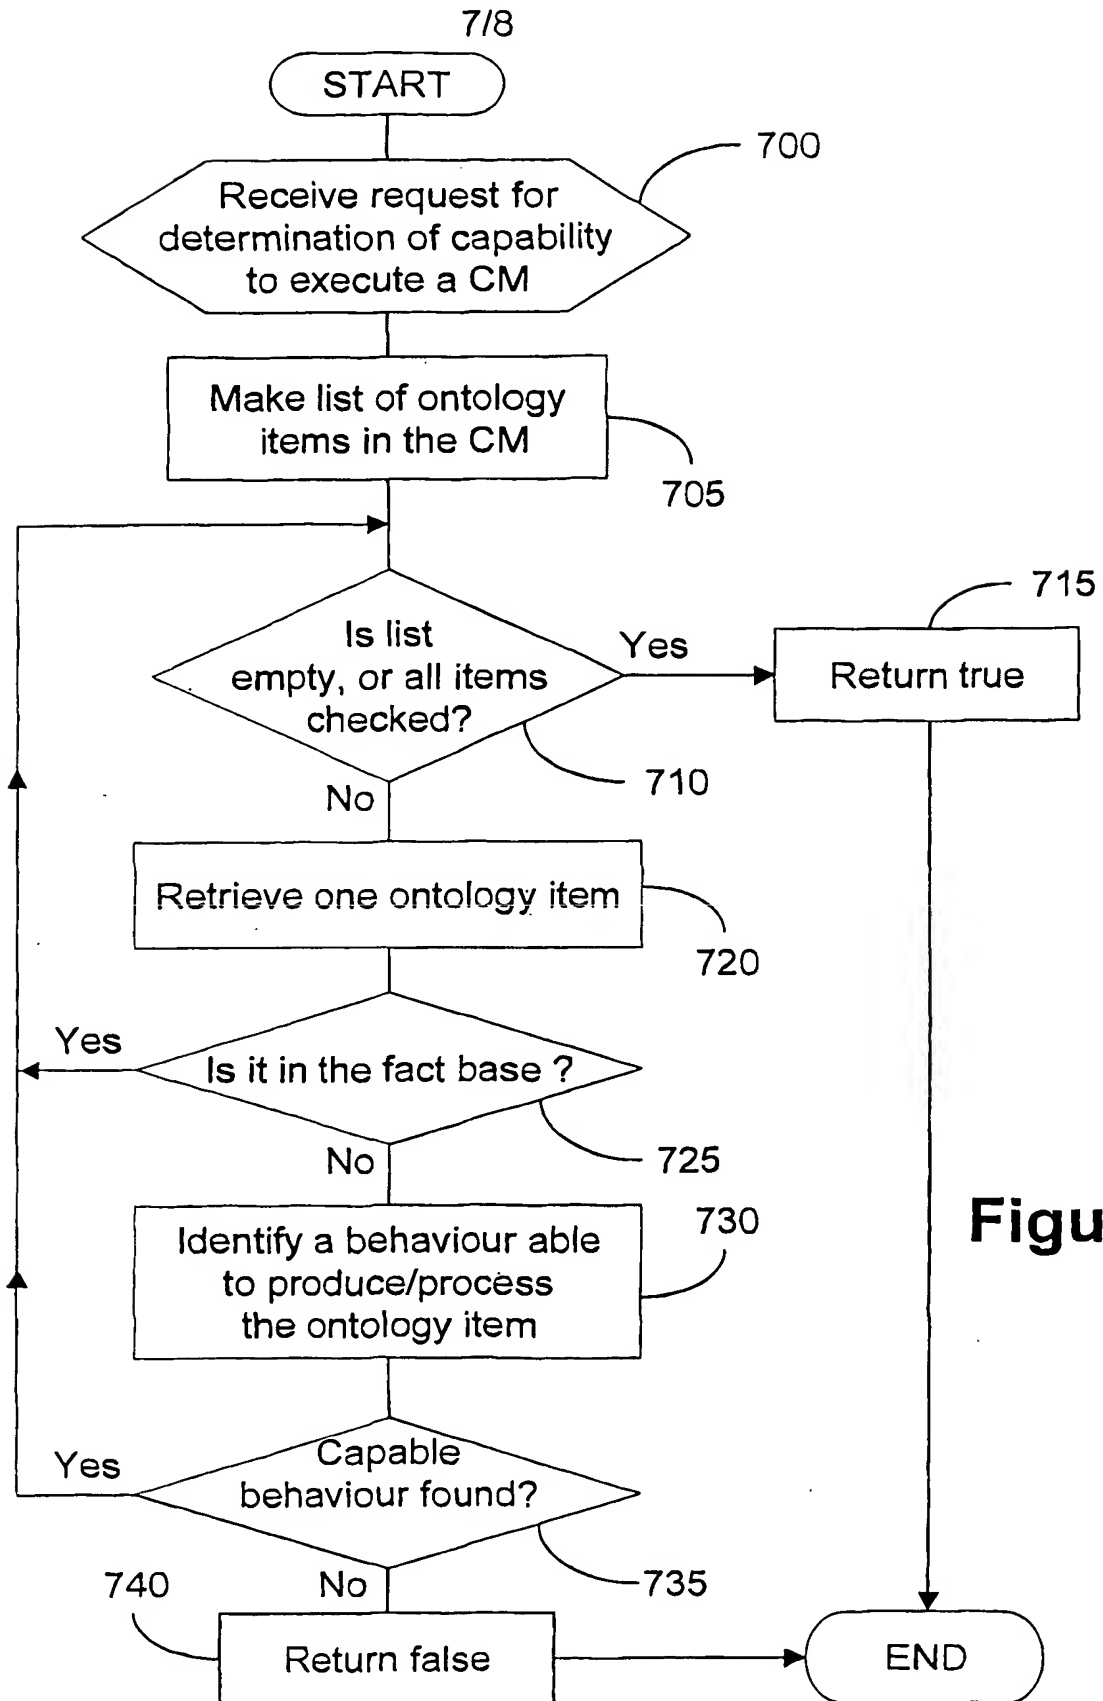 7/8
START
700
Receive request for
determination of capability
to execute a CM
Make list of ontology
items in the CM
705
715
Is list
empty, or all items
checked?
Yes
Return true
710
No
Retrieve one ontology item
720
Yes
Is it in the fact base ?
725
No
730
Identify a behaviour able
to produce/process
the ontology item
Figu
Yes
Capable
behaviour found?
735
740
No
Return false
END